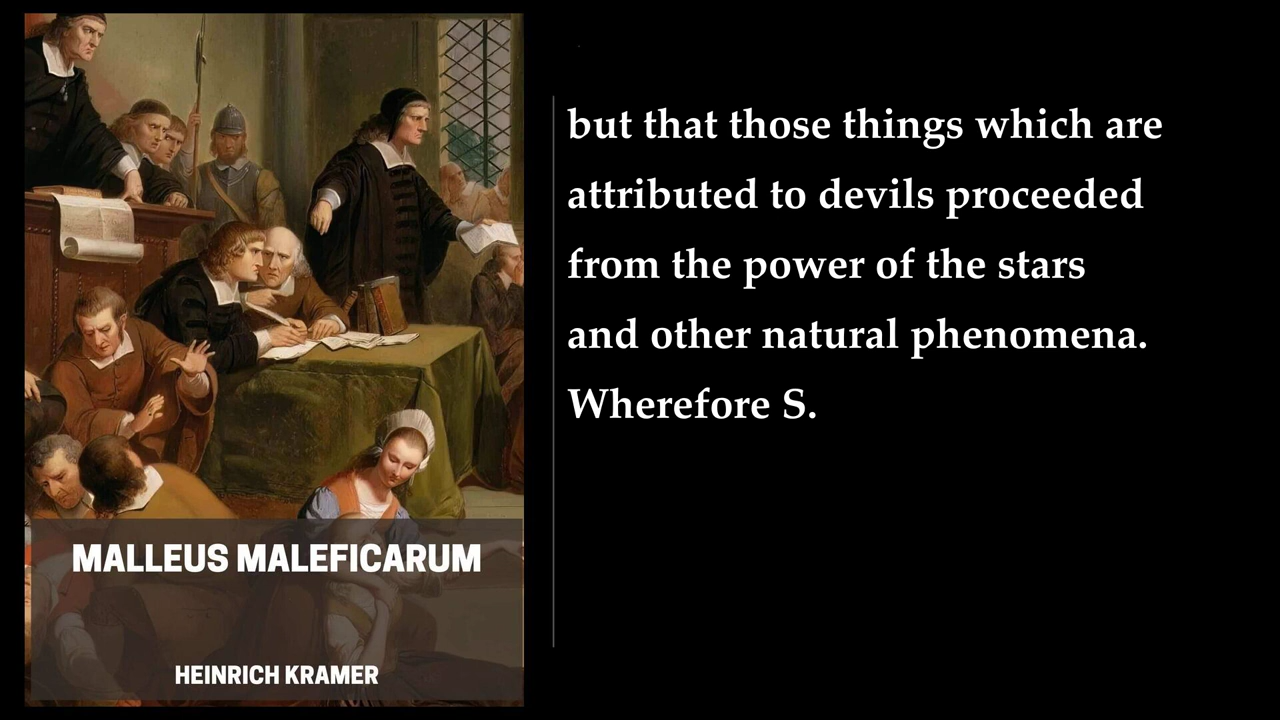 MALLEUS MALEFICARUM
HEINRICH KRAMER
but that those things which are
attributed to devils proceeded
from the power of the stars
and other natural phenomena.
Wherefore S.